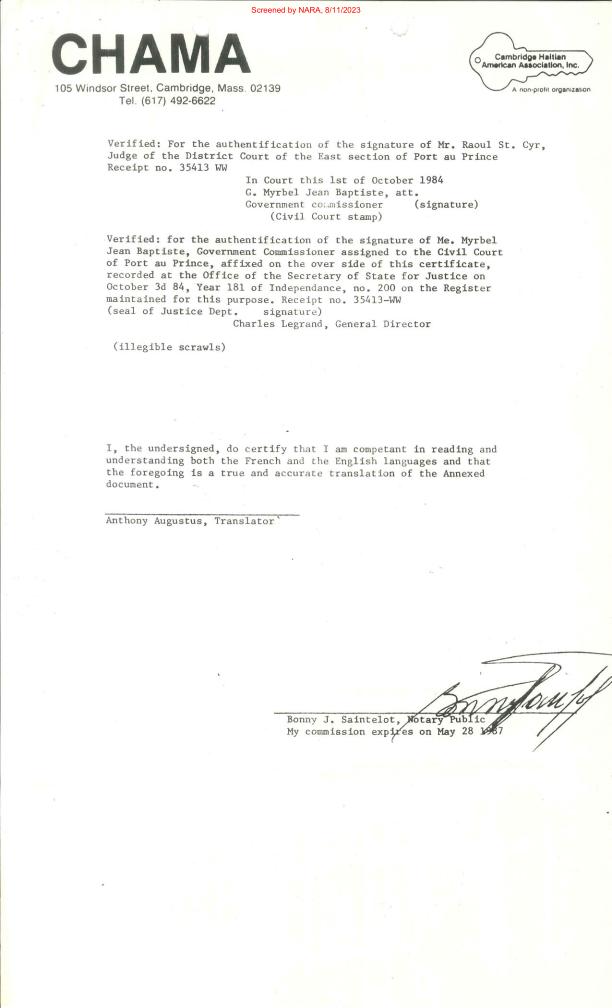 Screened by NARA, 8/11/2023
CHAMA
105 Windsor Street, Cambridge, Mass. 02139
Tel. (617) 492-6622
Cambridge Haitian
American Association, Inc.
A non-profit organization
Verified: For the authentification of the signature of Mr. Raoul St. Cyr,
Judge of the District Court of the East section of Port au Prince
Receipt no. 35413 WW
In Court this 1st of October 1984
G. Myrbel Jean Baptiste, att.
Government commissioner (signature)
(Civil Court stamp)
Verified: for the authentification of the signature of Me. Myrbel
Jean Baptiste, Government Commissioner assigned to the Civil Court
of Port au Prince, affixed on the over side of this certificate,
recorded at the Office of the Secretary of State for Justice on
October 3d 84, Year 181 of Independance, no. 200 on the Register
maintained for this purpose. Receipt no. 35413-WW
(seal of Justice Dept. signature)
Charles Legrand, General Director
(illegible scrawls)
I, the undersigned, do certify that I am competant in reading and
understanding both the French and the English languages and that
the foregoing is a true and accurate translation of the Annexed
document.
Anthony Augustus, Translator
Bonny J. Saintelot, Notary Public
My commission expires on May 28 1987